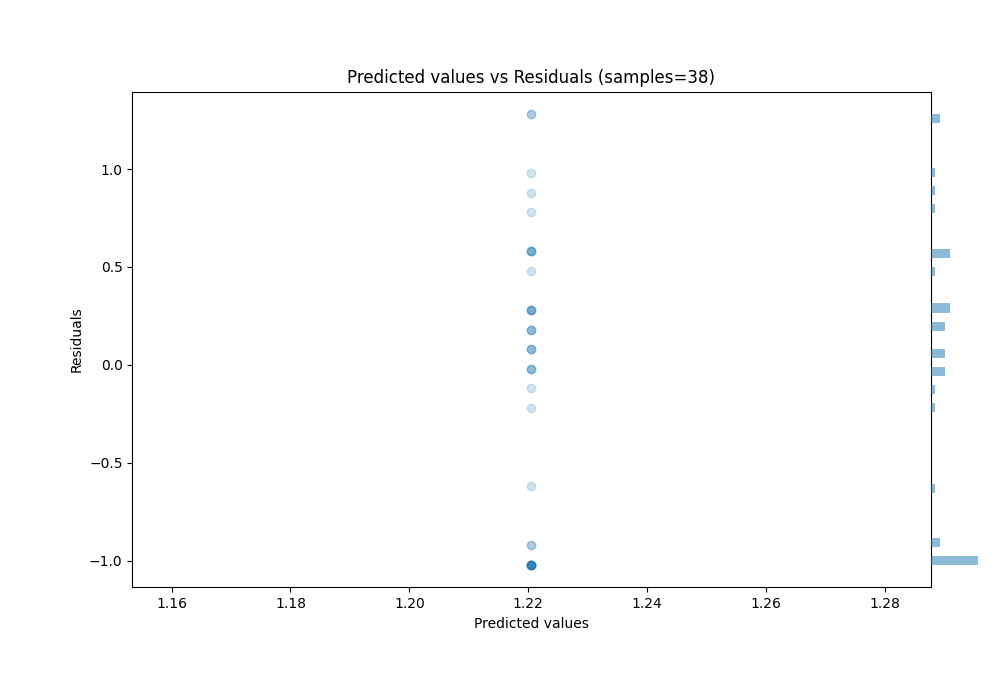 Predicted values vs Residuals (samples=38)
1.0
0.5
0.0
−0.5
−1.0
Residuals
1.16 1.18 1.20 1.22 1.24 1.26 1.28
Predicted values